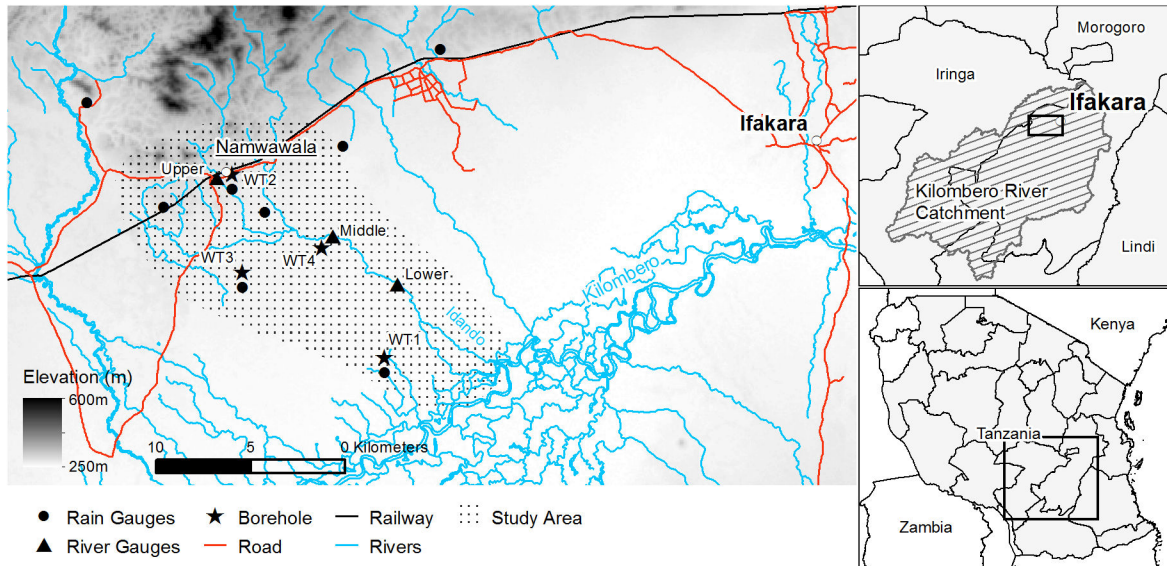 Namwawala
Upper
WT2
Ifakara
Middle
WT3
WT4
Lower
Kilombero
Idando
WT1
Elevation (m)
600m
250m
10
5
0 Kilometers
Rain Gauges
Borehole
Railway
Study Area
River Gauges
Road
Rivers
Morogoro
Iringa
Ifakara
Kilombero River
Catchment
Lindi
Kenya
Tanzania
Zambia